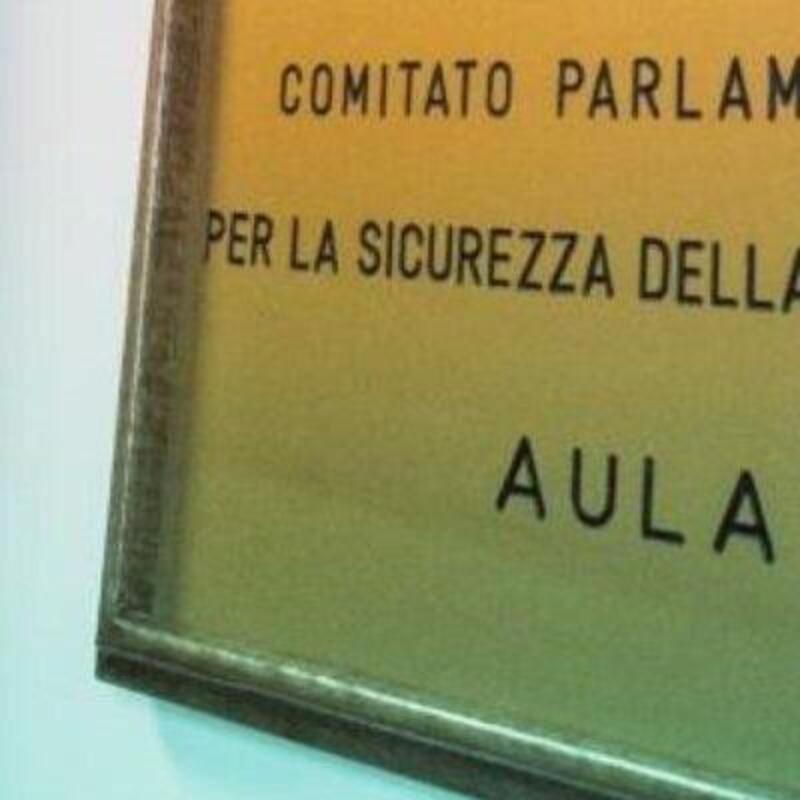 COMITATO PARLAM
PER LA SICUREZZA DELLA
AULA